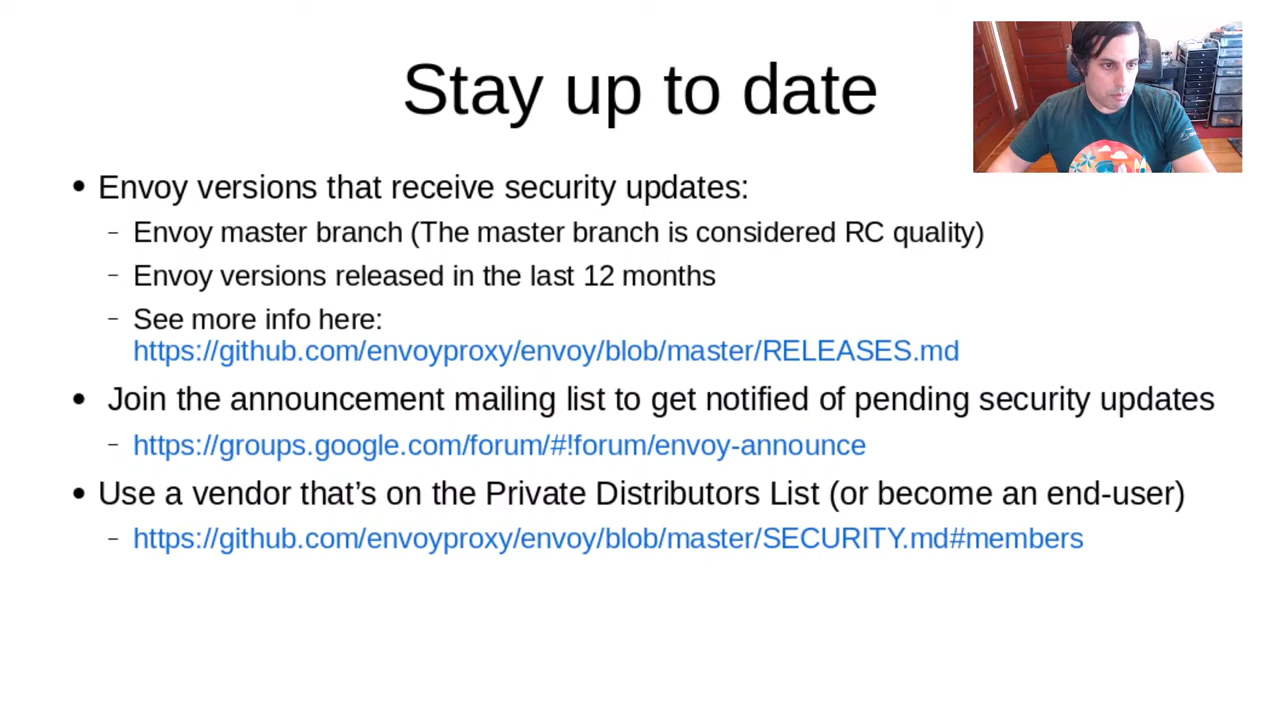 Stay up to date
• Envoy versions that receive security updates:
– Envoy master branch (The master branch is considered RC quality)
– Envoy versions released in the last 12 months
– See more info here:
https://github.com/envoyproxy/envoy/blob/master/RELEASES.md
• Join the announcement mailing list to get notified of pending security updates
– https://groups.google.com/forum/#!forum/envoy-announce
• Use a vendor that’s on the Private Distributors List (or become an end-user)
– https://github.com/envoyproxy/envoy/blob/master/SECURITY.md#members